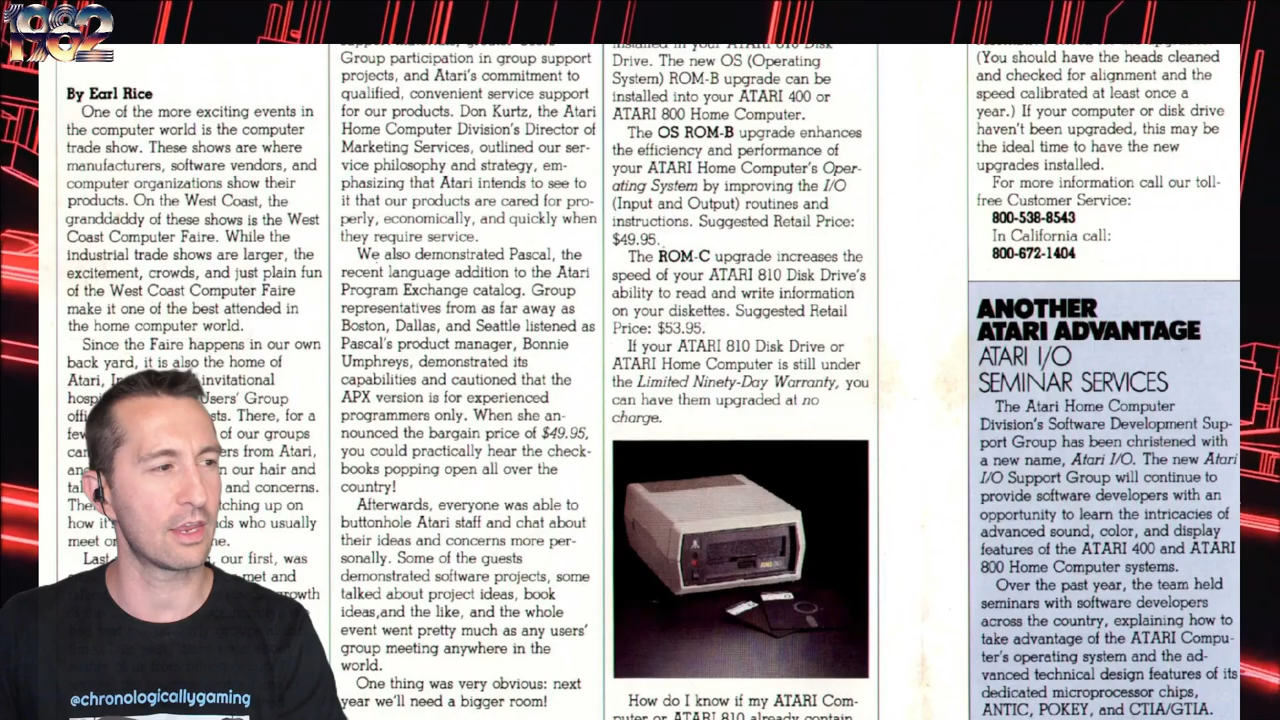 1982
By Earl Rice
One of the more exciting events in
the computer world is the computer
trade show. These shows are where
manufacturers, software vendors, and
computer organizations show their
products. On the West Coast, the
granddaddy of these shows is the West
Coast Computer Faire. While the
industrial trade shows are larger, the
excitement, crowds, and just plain fun
of the West Coast Computer Faire
make it one of the best attended in
the home computer world.
Since the Faire happens in our own
back yard, it is also the home of
Atari, invitational
Users' Group
There, for a
few of our groups
from Atari,
our hair and
and concerns.
catching up on
how who usually
meet
Last our first, was
met and
growth
@chronologicallygaming
Group participation in group support
projects, and Atari's commitment to
qualified, convenient service support
for our products. Don Kurtz, the Atari
Home Computer Division's Director of
Marketing Services, outlined our ser-
vice philosophy and strategy, em-
phasizing that Atari intends to see to
it that our products are cared for pro-
perly, economically, and quickly when
they require service.
We also demonstrated Pascal, the
recent language addition to the Atari
Program Exchange catalog. Group
representatives from as far away as
Boston, Dallas, and Seattle listened as
Pascal's product manager, Bonnie
Umphreys, demonstrated its
capabilities and cautioned that the
APX version is for experienced
programmers only. When she an-
nounced the bargain price of $49.95,
you could practically hear the check-
books popping open all over the
country!
Afterwards, everyone was able to
buttonhole Atari staff and chat about
their ideas and concerns more per-
sonally. Some of the guests
demonstrated software projects, some
talked about project ideas, book
ideas,and the like, and the whole
event went pretty much as any users'
group meeting anywhere in the
world.
One thing was very obvious: next
year we'll need a bigger room!
installed in your ATARI 810 Disk
Drive. The new OS (Operating
System) ROM-B upgrade can be
installed into your ATARI 400 or
ATARI 800 Home Computer.
The OS ROM-B upgrade enhances
the efficiency and performance of
your ATARI Home Computer's Oper-
ating System by improving the I/O
(Input and Output) routines and
instructions. Suggested Retail Price:
$49.95.
The ROM-C upgrade increases the
speed of your ATARI 810 Disk Drive's
ability to read and write information
on your diskettes. Suggested Retail
Price: $53.95.
If your ATARI 810 Disk Drive or
ATARI Home Computer is still under
the Limited Ninety-Day Warranty, you
can have them upgraded at no
charge.
How do I know if my ATARI Com-
puter or ATARI 810 already contain
(You should have the heads cleaned
and checked for alignment and the
speed calibrated at least once a
year.) If your computer or disk drive
haven't been upgraded, this may be
the ideal time to have the new
upgrades installed.
For more information call our toll-
free Customer Service:
800-538-8543
In California call:
800-672-1404
ANOTHER
ATARI ADVANTAGE
ATARI I/O
SEMINAR SERVICES
The Atari Home Computer
Division's Software Development Sup-
port Group has been christened with
a new name, Atari I/O. The new Atari
I/O Support Group will continue to
provide software developers with an
opportunity to learn the intricacies of
advanced sound, color, and display
features of the ATARI 400 and ATARI
800 Home Computer systems.
Over the past year, the team held
seminars with software developers
across the country, explaining how to
take advantage of the ATARI Compu-
ter's operating system and the ad-
vanced technical design features of its
dedicated microprocessor chips,
ANTIC, POKEY, and CTIA/GTIA.